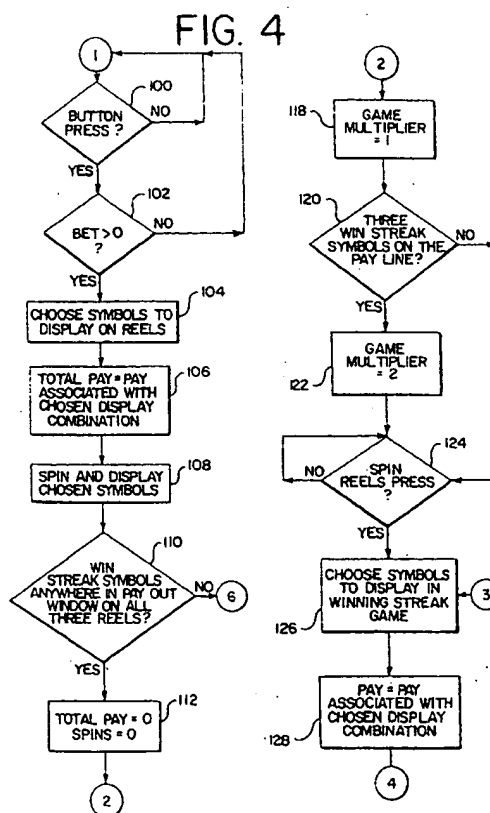 FIG. 4
1
100
BUTTON
PRESS ?
NO
YES
102
BET>0
?
NO
YES
104
CHOOSE SYMBOLS TO
DISPLAY ON REELS
106
TOTAL PAY=PAY
ASSOCIATED WITH
CHOSEN DISPLAY
COMBINATION
108
SPIN AND DISPLAY
CHOSEN SYMBOLS
110
WIN
STREAK SYMBOLS
ANYWHERE IN PAY OUT
WINDOW ON ALL
THREE REELS?
NO
6
YES
112
TOTAL PAY = 0
SPINS = 0
2
2
118
GAME
MULTIPLIER
= 1
120
THREE
WIN STREAK
SYMBOLS ON THE
PAY LINE?
NO
YES
GAME
MULTIPLIER
= 2
122
124
SPIN
REELS PRESS
?
NO
YES
CHOOSE SYMBOLS
TO DISPLAY IN
WINNING STREAK
GAME
3
126
PAY = PAY
ASSOCIATED WITH
CHOSEN DISPLAY
COMBINATION
128
4